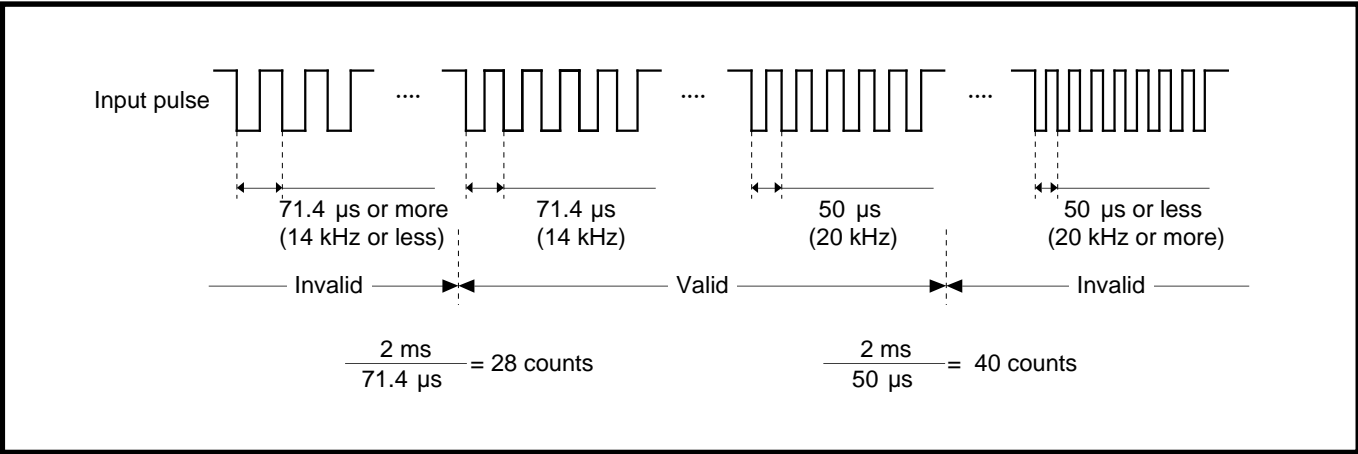 Input pulse
....
....
....
71.4 µs or more
(14 kHz or less)
71.4 µs
(14 kHz)
50 µs
(20 kHz)
50 µs or less
(20 kHz or more)
Invalid
Valid
Invalid
2 ms
71.4 µs
= 28 counts
2 ms
50 µs
= 40 counts